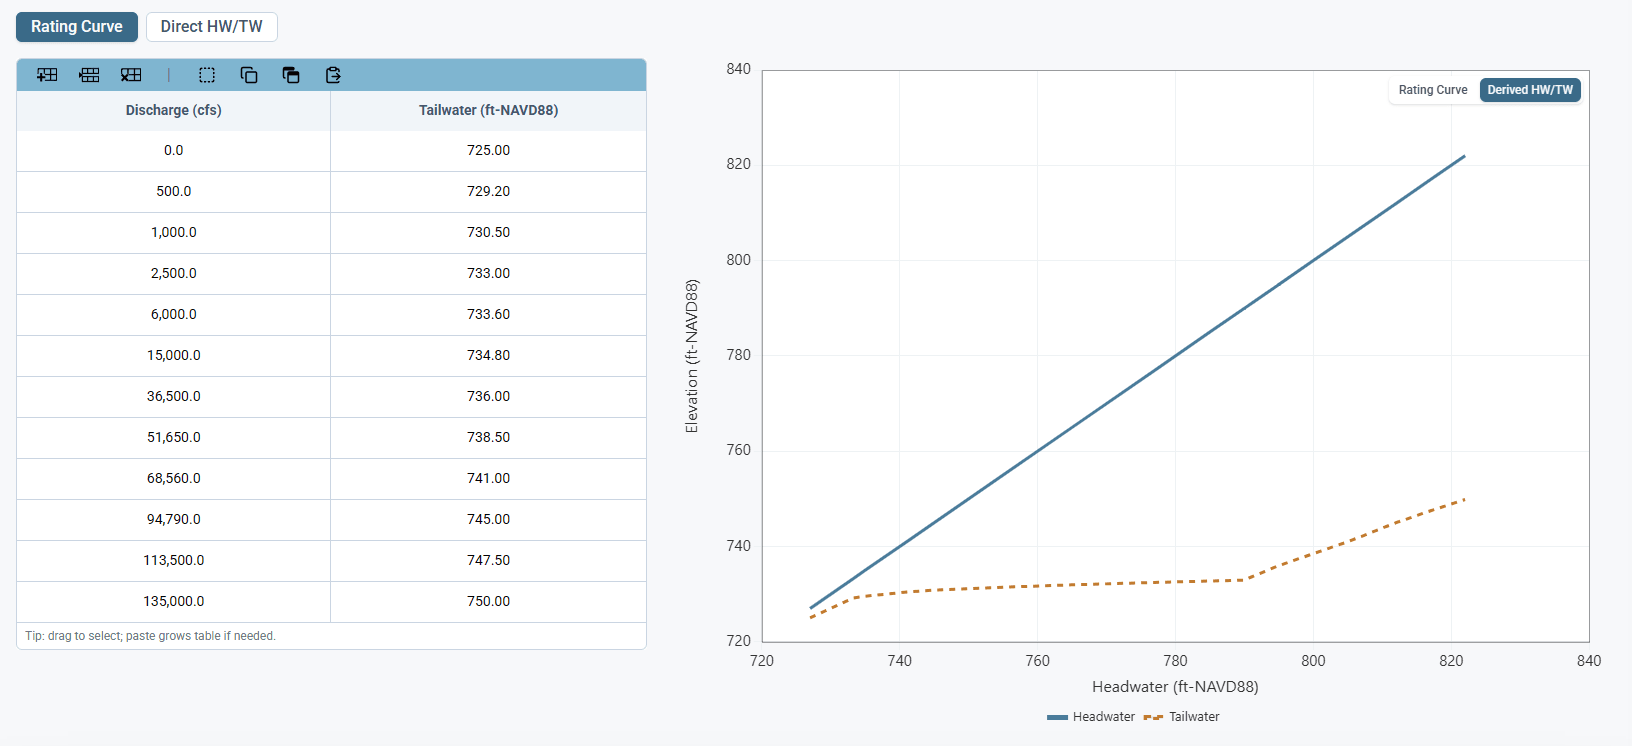 Rating Curve Direct HW/TW
Discharge (cfs) Tailwater (ft-NAVD88)
0.0 725.00
500.0 729.20
1,000.0 730.50
2,500.0 733.00
6,000.0 733.60
15,000.0 734.80
36,500.0 736.00
51,650.0 738.50
68,560.0 741.00
94,790.0 745.00
113,500.0 747.50
135,000.0 750.00
Tip: drag to select; paste grows table if needed.
Rating Curve Derived HW/TW
Elevation (ft-NAVD88)
840
820
800
780
760
740
720
720 740 760 780 800 820 840
Headwater (ft-NAVD88)
Headwater Tailwater